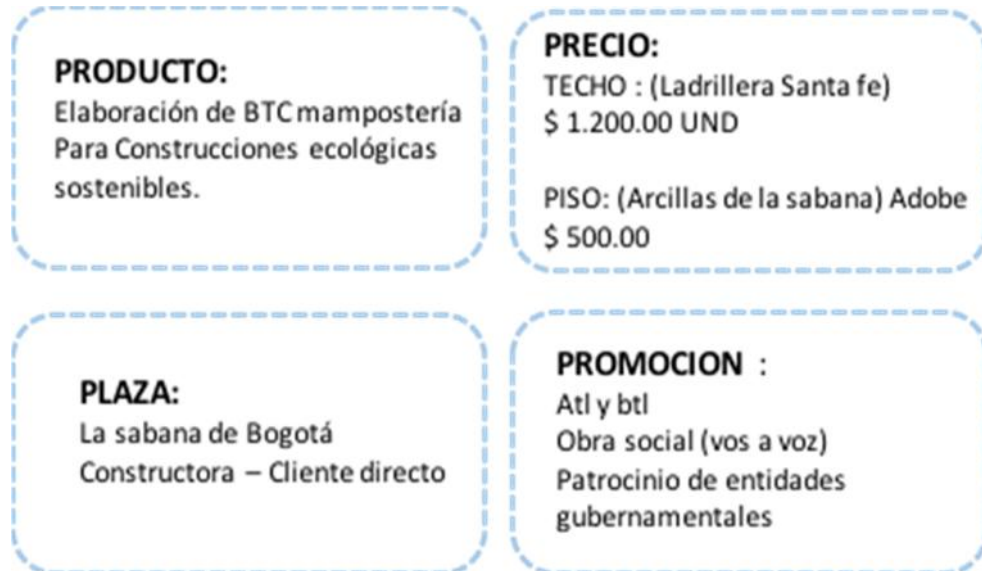 PRODUCTO:
Elaboración de BTC mampostería
Para Construcciones ecológicas
sostenibles.
PRECIO:
TECHO : (Ladrillera Santa fe)
$ 1.200.00 UND
PISO: (Arcillas de la sabana) Adobe
$ 500.00
PLAZA:
La sabana de Bogotá
Constructora – Cliente directo
PROMOCION :
Atl y btl
Obra social (vos a voz)
Patrocinio de entidades
gubernamentales